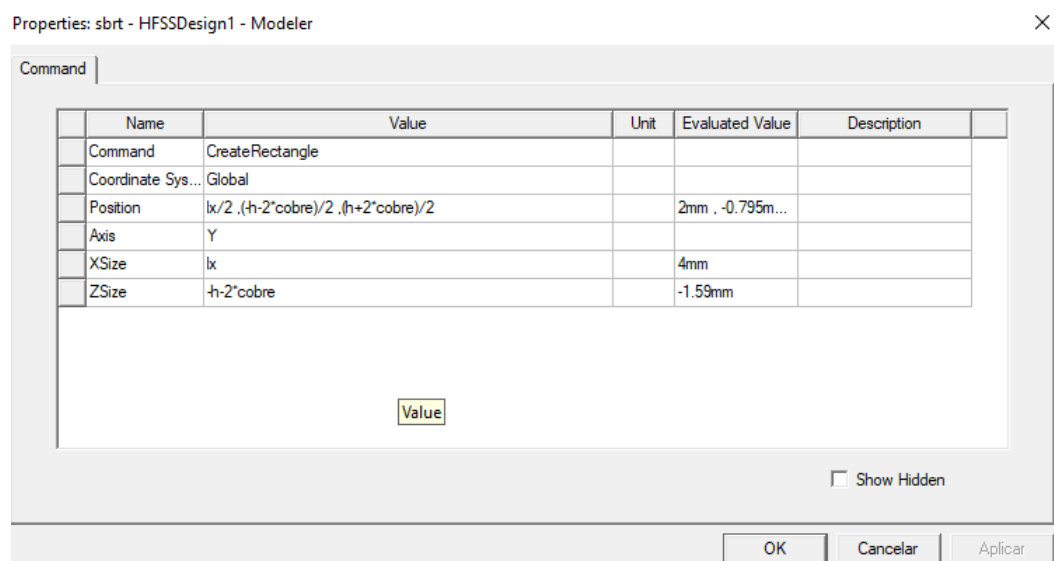 Properties: sbrt - HFSSDesign1 - Modeler
Command
Name Value Unit Evaluated Value Description
Command CreateRectangle
Coordinate Sys... Global
Position lx/2 ,(-h-2*cobre)/2 ,(h+2*cobre)/2 2mm , -0.795m...
Axis Y
XSize lx 4mm
ZSize -h-2*cobre -1.59mm
Value
Show Hidden
OK Cancelar Aplicar